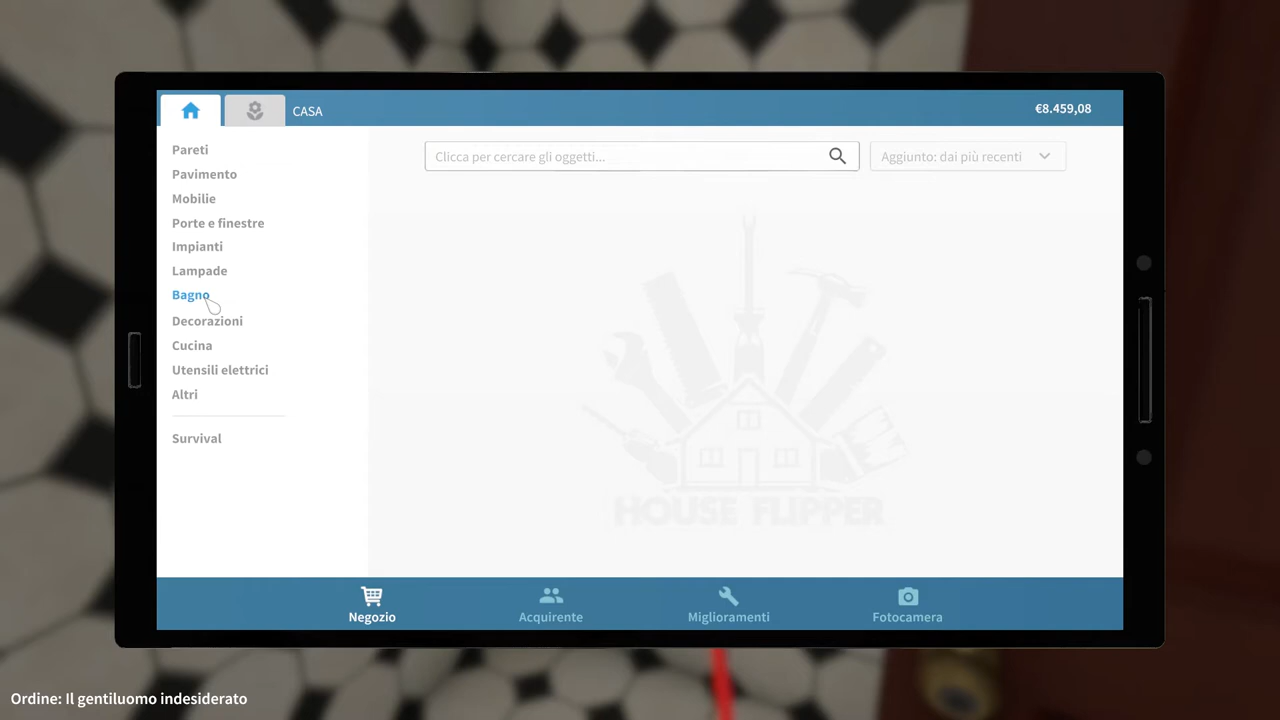 CASA
€8.459,08
Pareti
Pavimento
Mobilie
Porte e finestre
Impianti
Lampade
Bagno
Decorazioni
Cucina
Utensili elettrici
Altri
Survival
Clicca per cercare gli oggetti...
Aggiunto: dai più recenti
HOUSE FLIPPER
Negozio
Acquirente
Miglioramenti
Fotocamera
Ordine: Il gentiluomo indesiderato